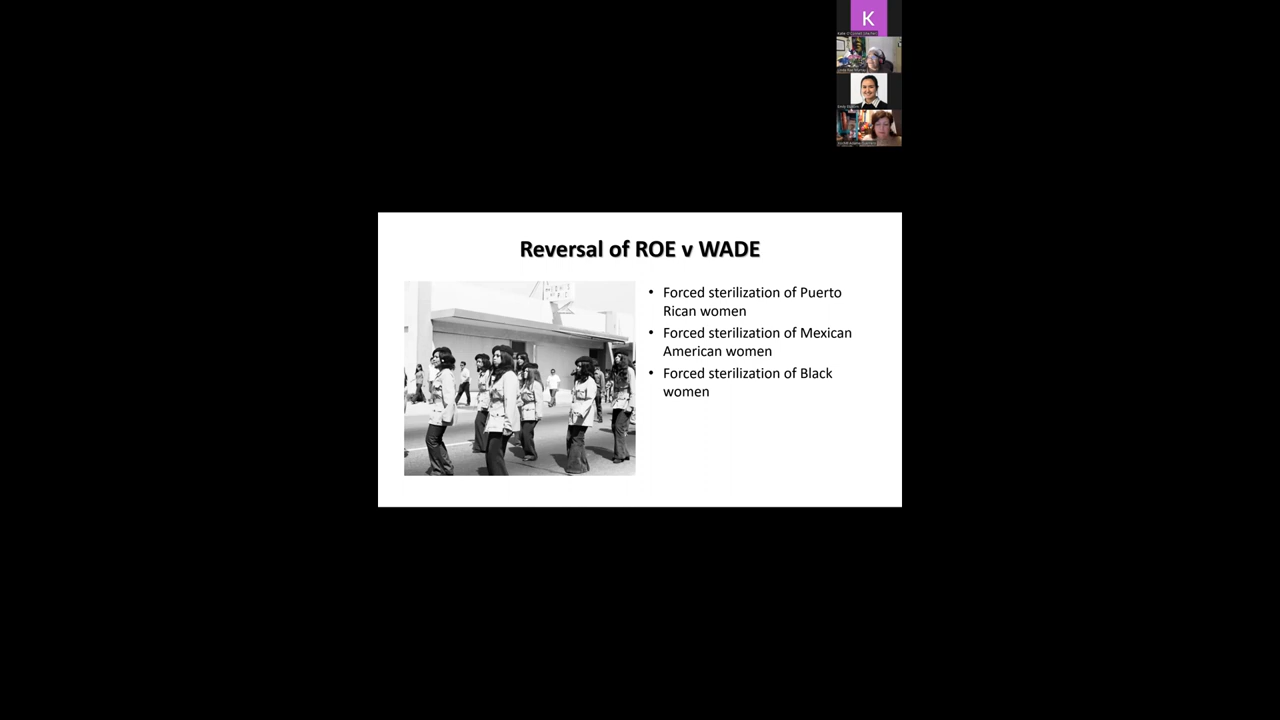 K
Reversal of ROE v WADE
• Forced sterilization of Puerto
Rican women
• Forced sterilization of Mexican
American women
• Forced sterilization of Black
women